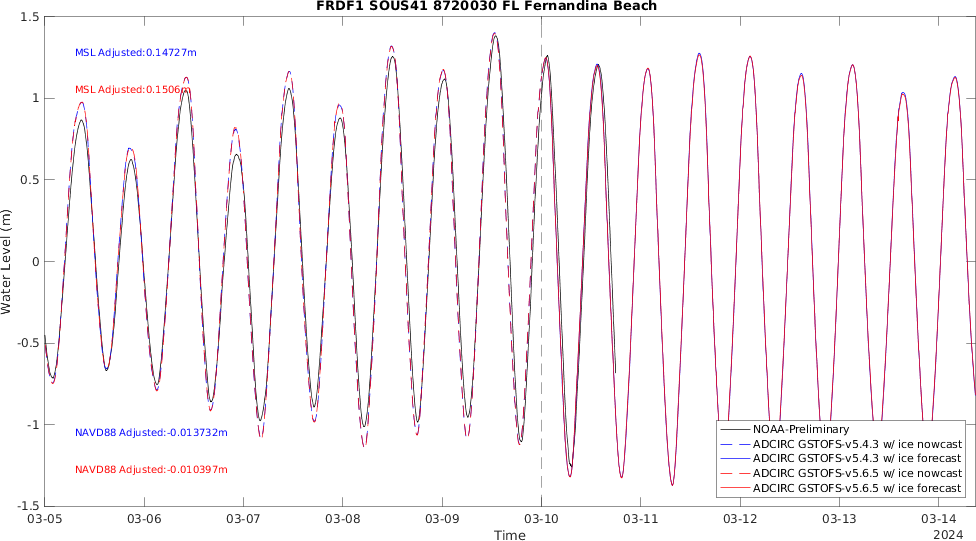 FRDF1 SOUS41 8720030 FL Fernandina Beach
1.5
MSL Adjusted:0.14727m
1
MSL Adjusted:0.1506m
0.5
Water Level (m)
0
-0.5
-1
NAVD88 Adjusted:-0.013732m
NAVD88 Adjusted:-0.010397m
-1.5
NOAA-Preliminary
ADCIRC GSTOFS-v5.4.3 w/ ice nowcast
ADCIRC GSTOFS-v5.4.3 w/ ice forecast
ADCIRC GSTOFS-v5.6.5 w/ ice nowcast
ADCIRC GSTOFS-v5.6.5 w/ ice forecast
03-05 03-06 03-07 03-08 03-09 03-10 03-11 03-12 03-13 03-14
Time
2024